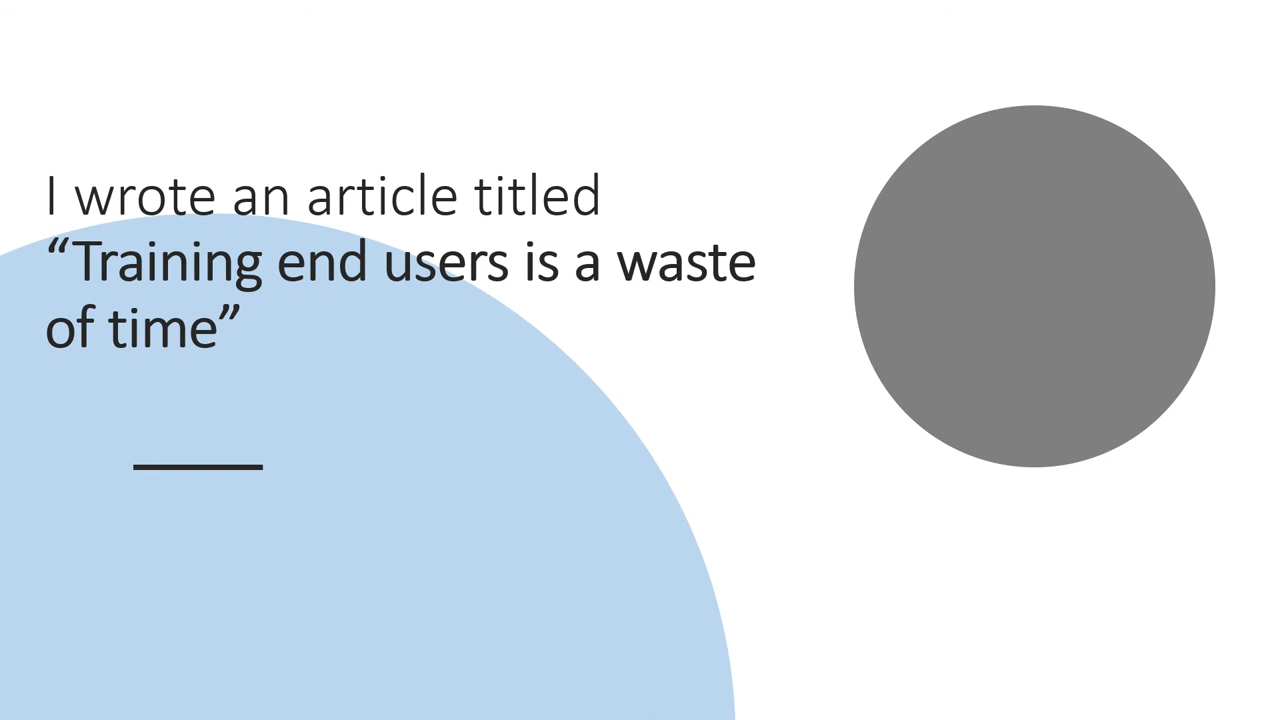 I wrote an article titled
“Training end users is a waste
of time”